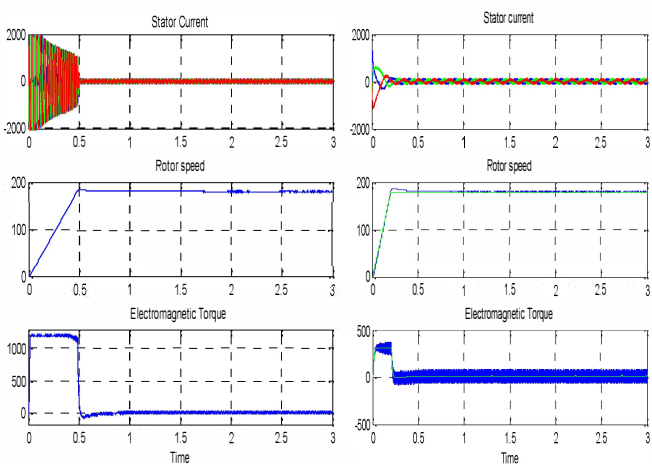 Stator Current
2000
0
-2000
0 0.5 1 1.5 2 2.5 3
Rotor speed
200
100
0
0 0.5 1 1.5 2 2.5 3
Electromagnetic Torque
1000
500
0
0 0.5 1 1.5 2 2.5 3
Time
Stator current
2000
0
-2000
0 0.5 1 1.5 2 2.5 3
Rotor speed
200
100
0
0 0.5 1 1.5 2 2.5 3
Electromagnetic Torque
500
0
-500
0 0.5 1 1.5 2 2.5 3
Time